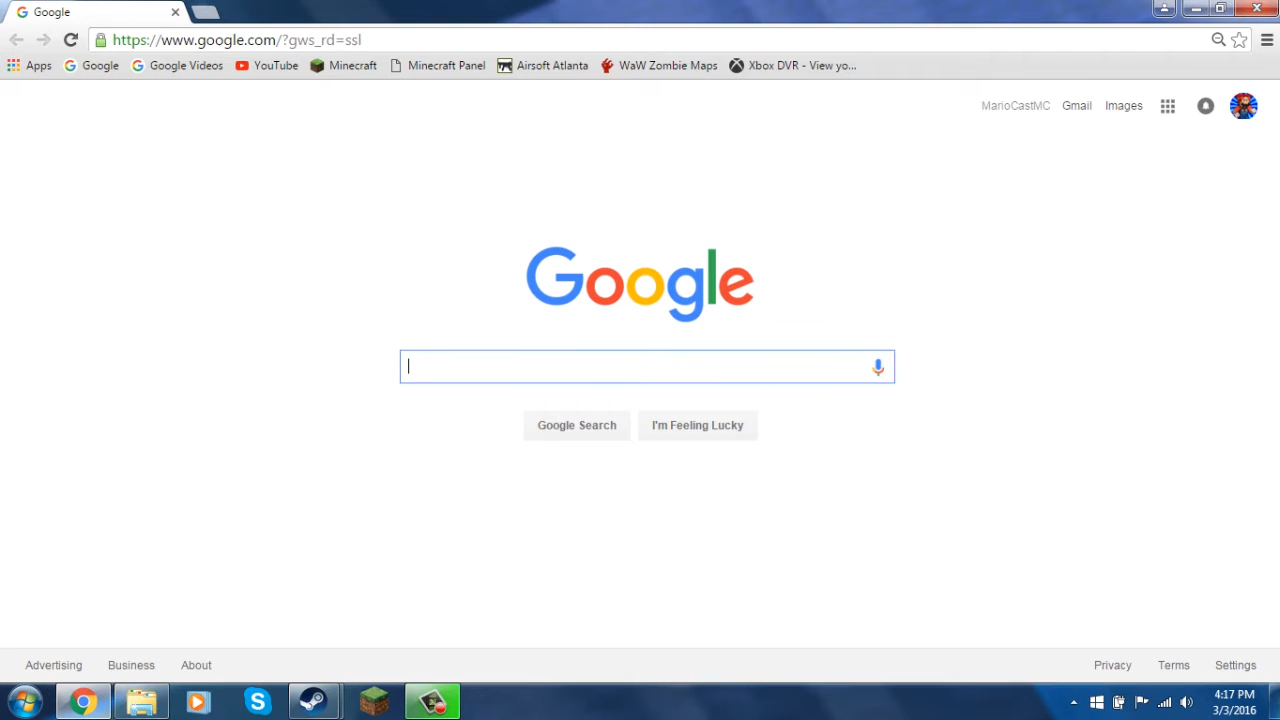 Google
https://www.google.com/?gws_rd=ssl
Apps Google Google Videos YouTube Minecraft Minecraft Panel Airsoft Atlanta WaW Zombie Maps Xbox DVR - View yo...
MarioCastMC Gmail Images
Google
Google Search I'm Feeling Lucky
Advertising Business About Privacy Terms Settings
4:17 PM
3/3/2016